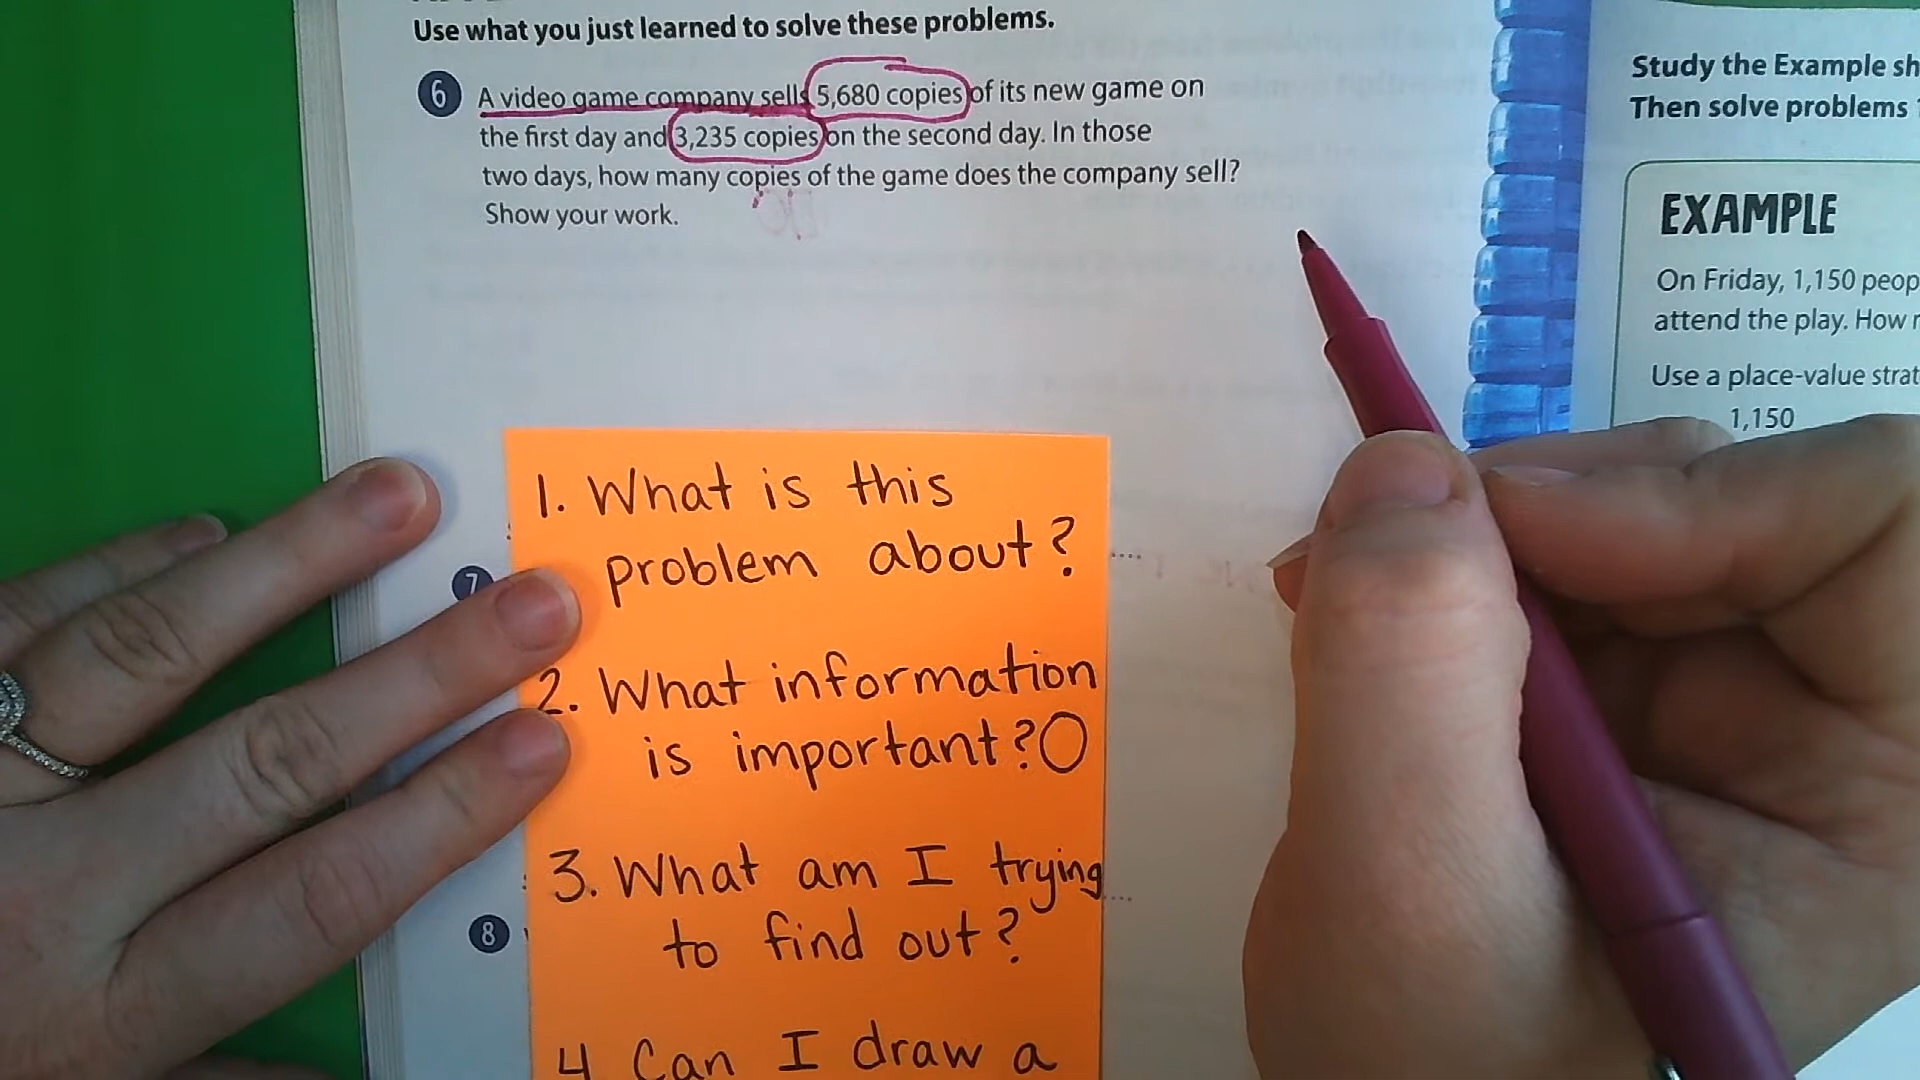 Use what you just learned to solve these problems.
6 A video game company sells 5,680 copies of its new game on
the first day and 3,235 copies on the second day. In those
two days, how many copies of the game does the company sell?
Show your work.
7
8
1. What is this
problem about?
2. What information
is important?
3. What am I trying
to find out?
4 Can I draw a
Study the Example sh
Then solve problems
EXAMPLE
On Friday, 1,150 peop
attend the play. How
Use a place-value strat
1,150